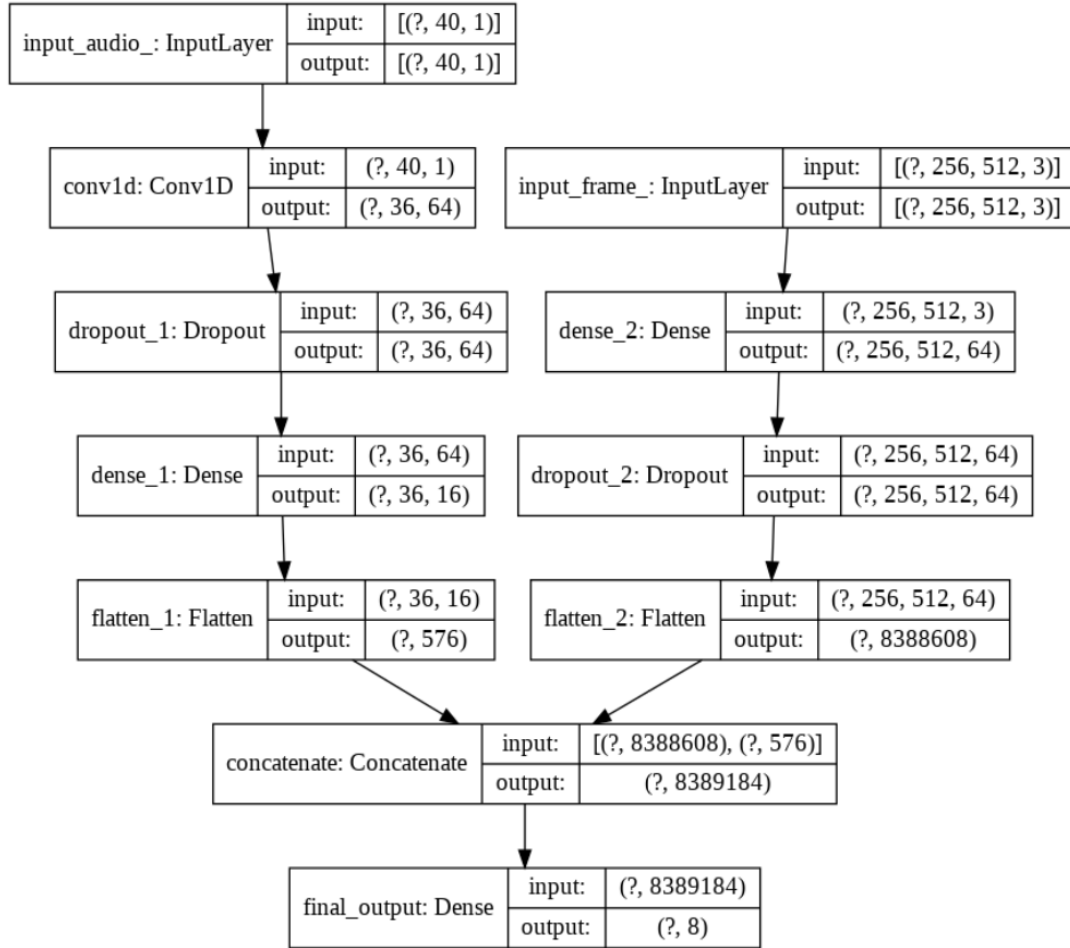 input_audio_: InputLayer
input: [(?, 40, 1)]
output: [(?, 40, 1)]
conv1d: Conv1D
input: (?, 40, 1)
output: (?, 36, 64)
input_frame_: InputLayer
input: [(?, 256, 512, 3)]
output: [(?, 256, 512, 3)]
dropout_1: Dropout
input: (?, 36, 64)
output: (?, 36, 64)
dense_2: Dense
input: (?, 256, 512, 3)
output: (?, 256, 512, 64)
dense_1: Dense
input: (?, 36, 64)
output: (?, 36, 16)
dropout_2: Dropout
input: (?, 256, 512, 64)
output: (?, 256, 512, 64)
flatten_1: Flatten
input: (?, 36, 16)
output: (?, 576)
flatten_2: Flatten
input: (?, 256, 512, 64)
output: (?, 8388608)
concatenate: Concatenate
input: [(?, 8388608), (?, 576)]
output: (?, 8389184)
final_output: Dense
input: (?, 8389184)
output: (?, 8)